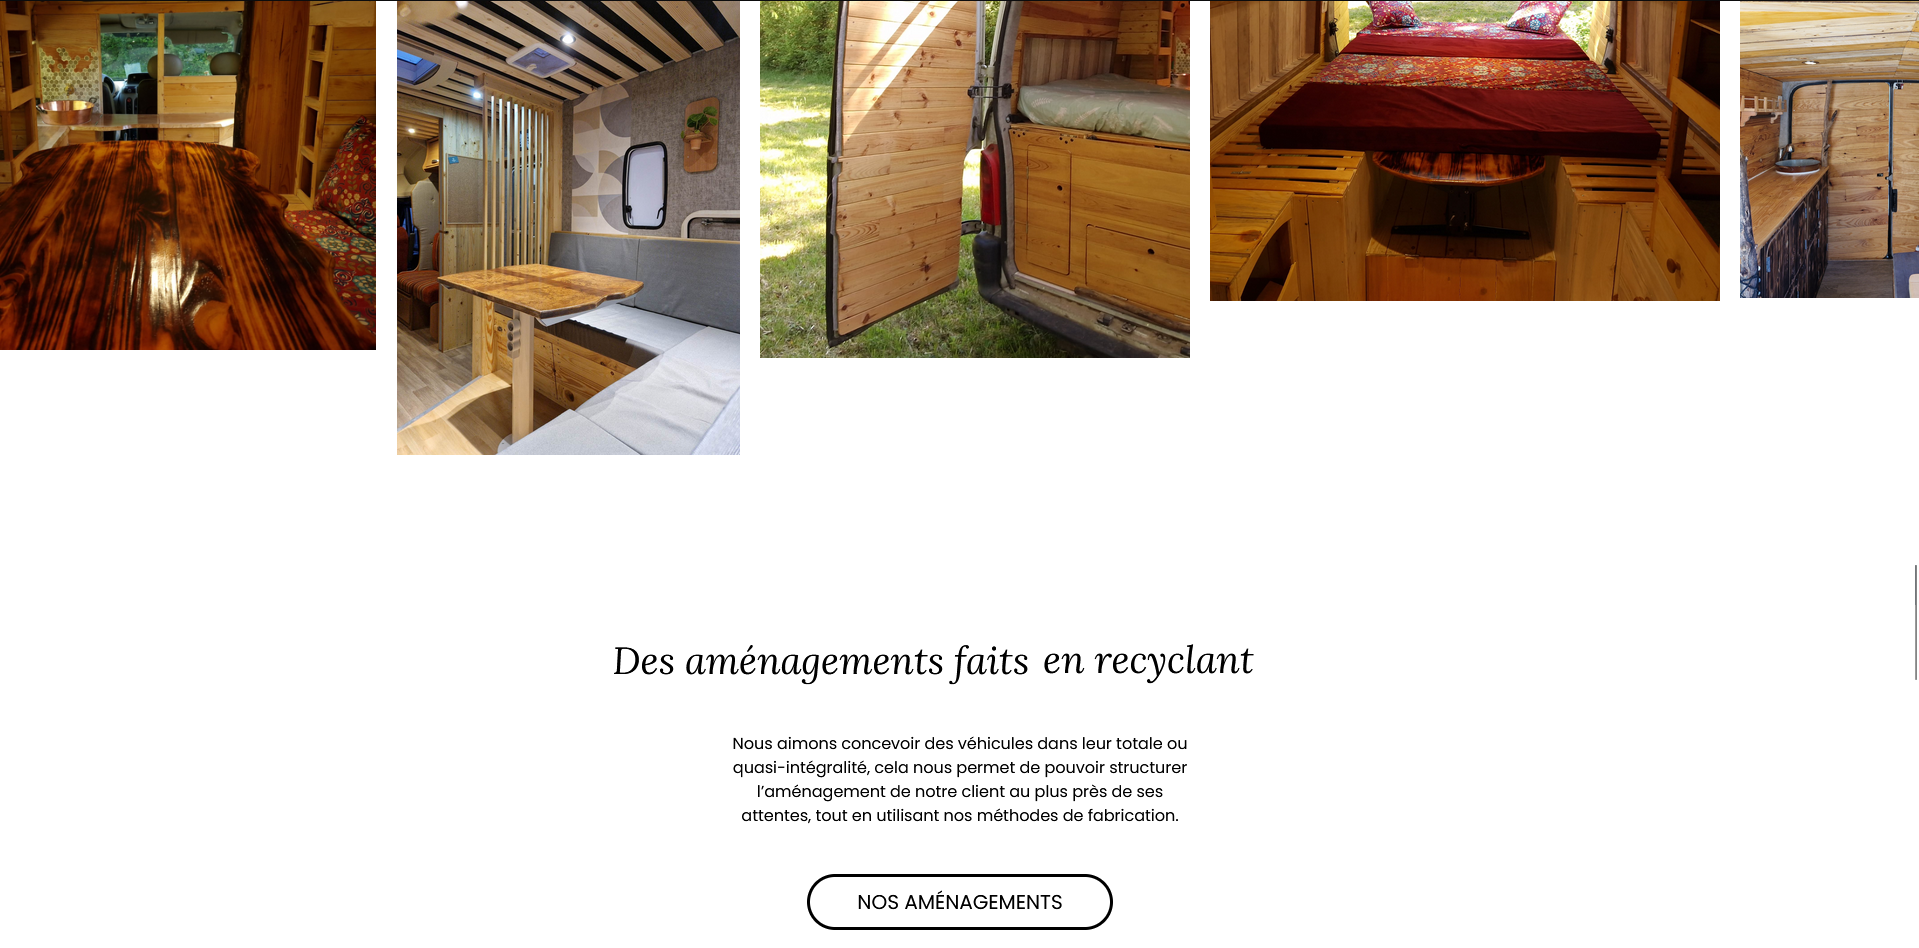 Des aménagements faits en recyclant
Nous aimons concevoir des véhicules dans leur totale ou
quasi-intégralité, cela nous permet de pouvoir structurer
l’aménagement de notre client au plus près de ses
attentes, tout en utilisant nos méthodes de fabrication.
NOS AMÉNAGEMENTS